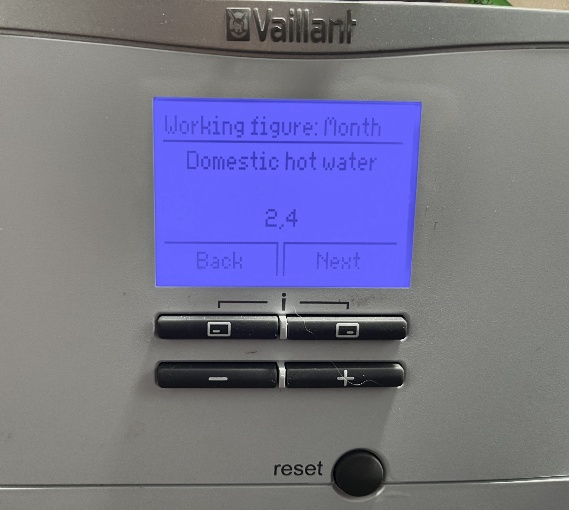 Vaillant
Working figure: Month
Domestic hot water
2,4
Back Next
i
− +
reset